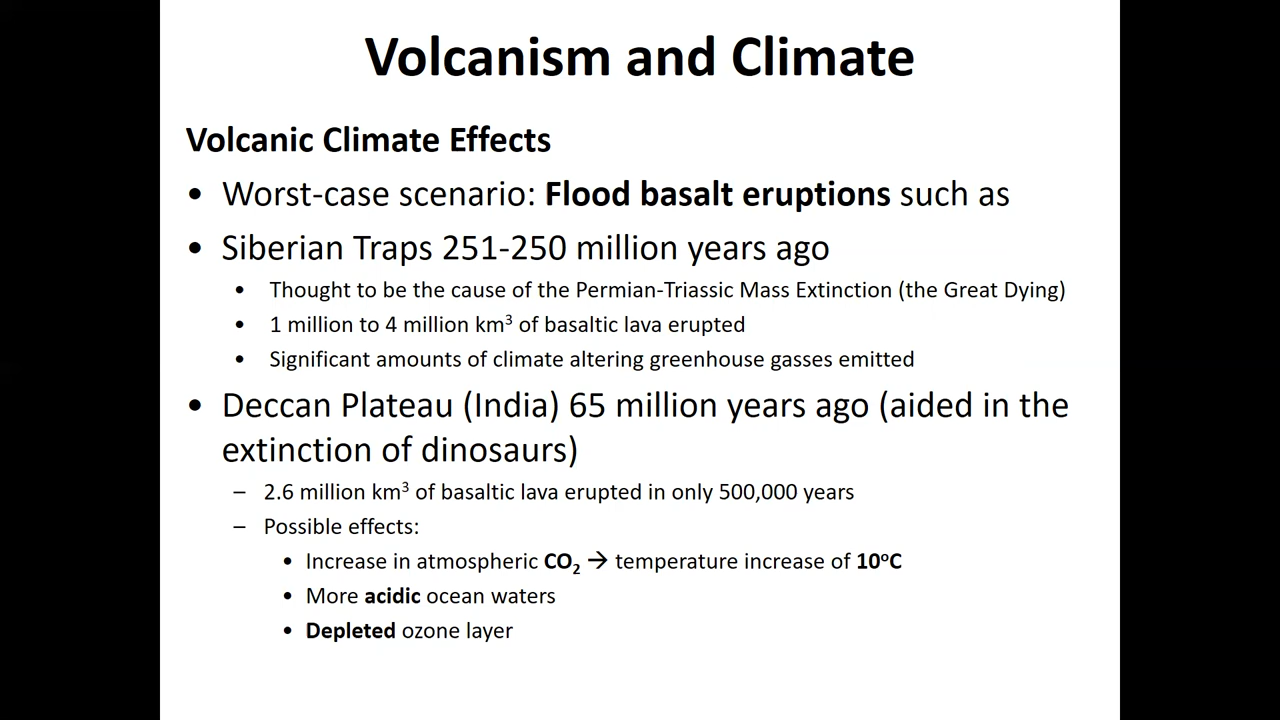 Volcanism and Climate
Volcanic Climate Effects
• Worst-case scenario: Flood basalt eruptions such as
• Siberian Traps 251-250 million years ago
• Thought to be the cause of the Permian-Triassic Mass Extinction (the Great Dying)
• 1 million to 4 million km³ of basaltic lava erupted
• Significant amounts of climate altering greenhouse gasses emitted
• Deccan Plateau (India) 65 million years ago (aided in the
extinction of dinosaurs)
– 2.6 million km³ of basaltic lava erupted in only 500,000 years
– Possible effects:
• Increase in atmospheric CO₂ → temperature increase of 10ºC
• More acidic ocean waters
• Depleted ozone layer